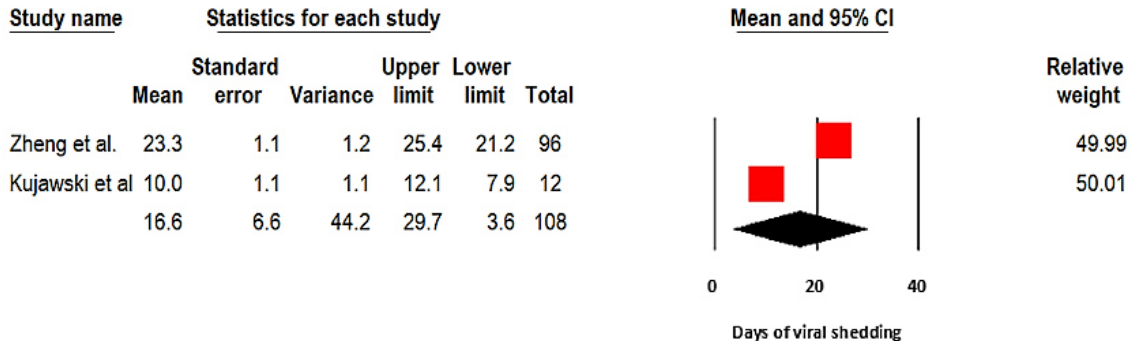 Study name Statistics for each study Mean and 95% CI
Standard Upper Lower Relative
Mean error Variance limit limit Total weight
Zheng et al. 23.3 1.1 1.2 25.4 21.2 96 49.99
Kujawski et al 10.0 1.1 1.1 12.1 7.9 12 50.01
16.6 6.6 44.2 29.7 3.6 108
0 20 40
Days of viral shedding